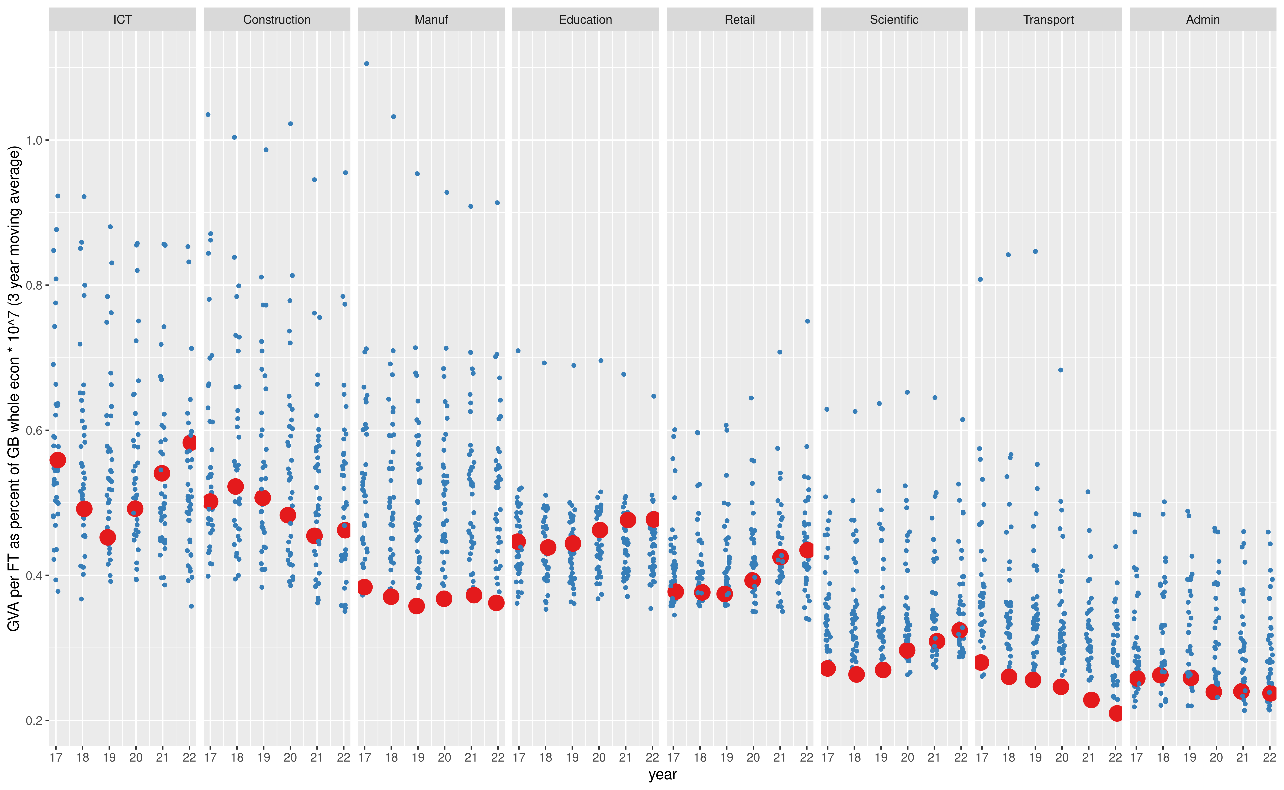 ICT Construction Manuf Education Retail Scientific Transport Admin
GVA per FT as percent of GB whole econ * 10^7 (3 year moving average)
1.0
0.8
0.6
0.4
0.2
17 18 19 20 21 22 17 18 19 20 21 22 17 18 19 20 21 22 17 18 19 20 21 22 17 18 19 20 21 22 17 18 19 20 21 22 17 18 19 20 21 22 17 18 19 20 21 22
year